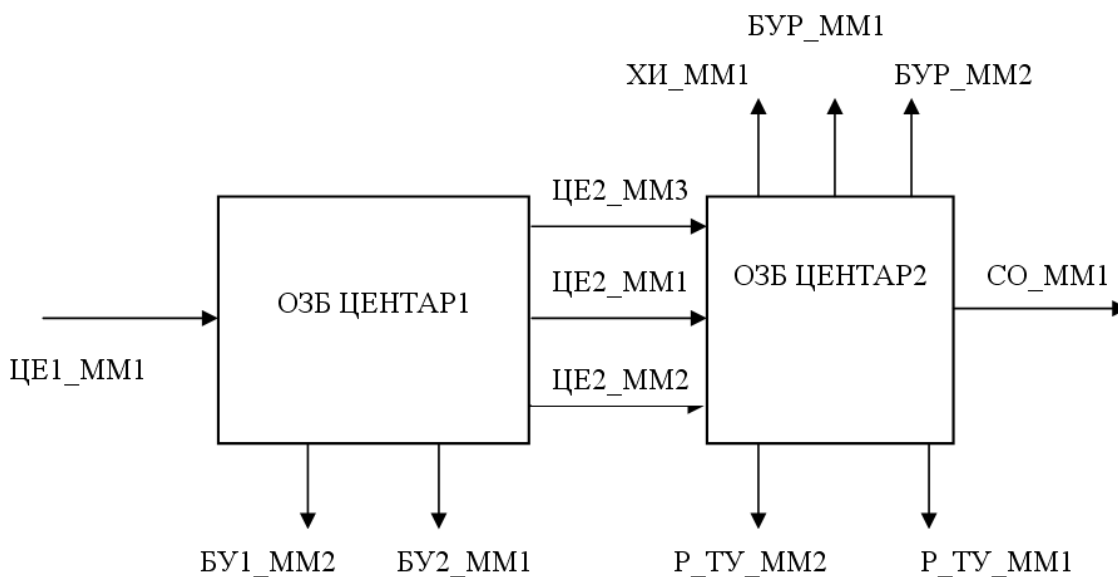 БУР_ММ1
ХИ_ММ1
БУР_ММ2
ЦЕ2_ММ3
ОЗБ ЦЕНТАР1
ЦЕ2_ММ1
ОЗБ ЦЕНТАР2
СО_ММ1
ЦЕ1_ММ1
ЦЕ2_ММ2
БУ1_ММ2
БУ2_ММ1
Р_ТУ_ММ2
Р_ТУ_ММ1